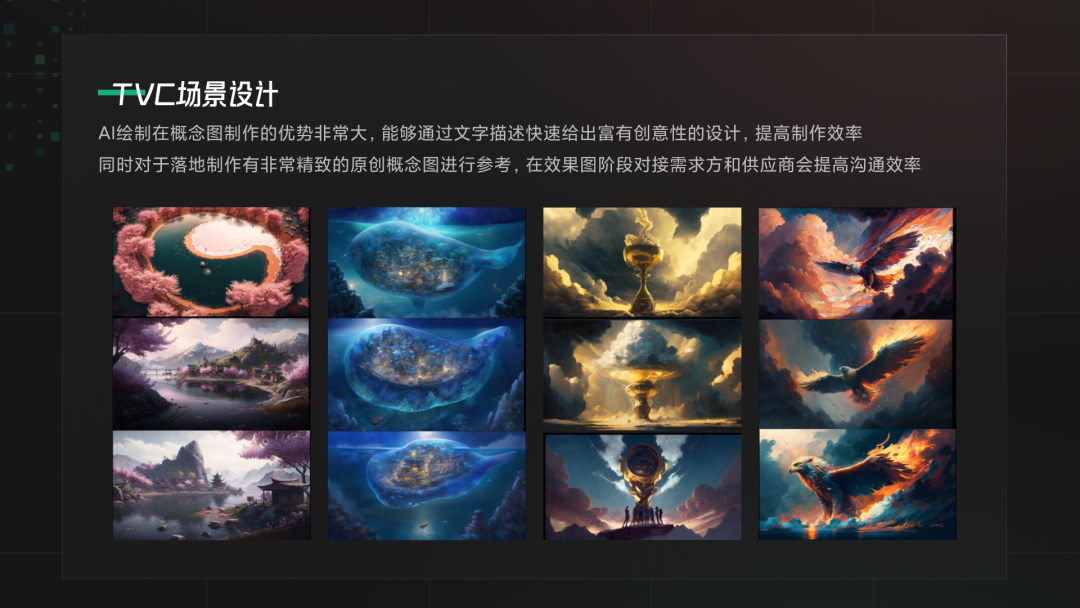 TVC场景设计
AI绘制在概念图制作的优势非常大，能够通过文字描述快速给出富有创意性的设计，提高制作效率
同时对于落地制作有非常精致的原创概念图进行参考，在效果图阶段对接需求方和供应商会提高沟通效率